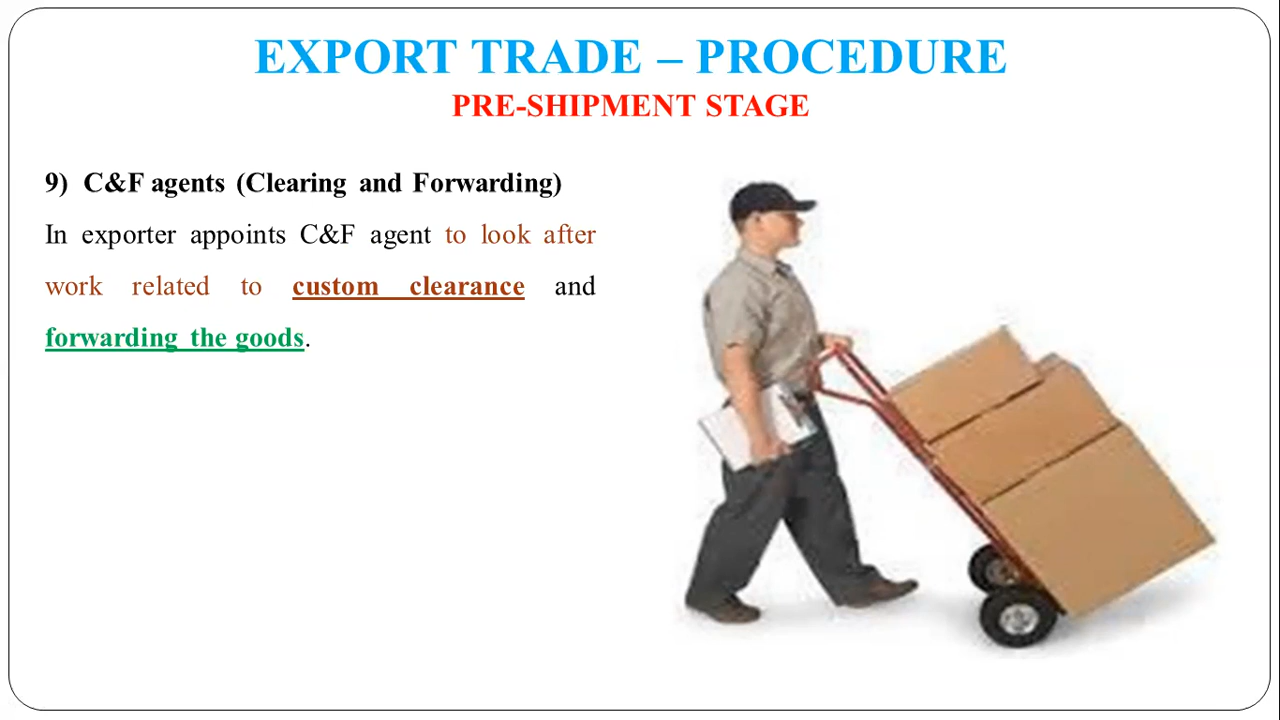 EXPORT TRADE – PROCEDURE
PRE-SHIPMENT STAGE
9) C&F agents (Clearing and Forwarding)
In exporter appoints C&F agent to look after
work related to custom clearance and
forwarding the goods.